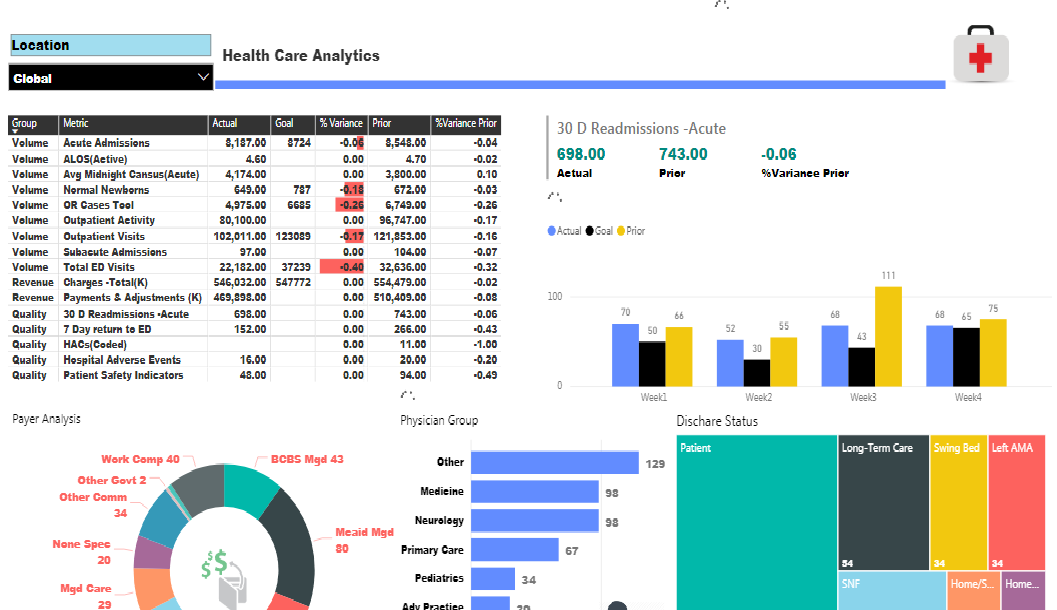 Location
Global
Health Care Analytics
Group Metric Actual Goal % Variance Prior %Variance Prior
Volume Acute Admissions 8,187.00 8724 -0.06 8,548.00 -0.04
Volume ALOS(Aetive) 4.60 0.00 4.70 -0.02
Volume Avg Midnight Cansus(Acute) 4,174.00 0.00 3,800.00 0.10
Volume Normal Newborns 649.00 787 -0.18 672.00 -0.03
Volume OR Cases Tool 4,975.00 6685 -0.26 6,749.00 -0.26
Volume Outpatient Aetivity 80,100.00 0.00 96,747.00 -0.17
Volume Outpatient Visits 102,011.00 123089 -0.17 121,853.00 -0.16
Volume Subacute Admissions 97.00 0.00 104.00 -0.07
Volume Total ED Visits 22,182.00 37239 -0.40 32,636.00 -0.32
Revenue Charges -Total(K) 546,032.00 547772 0.00 554,479.00 -0.02
Revenue Payments & Adjustments (K) 469,898.00 0.00 510,409.00 -0.08
Quality 30 D Readmissions -Acute 698.00 0.00 743.00 -0.06
Quality 7 Day return to ED 152.00 0.00 266.00 -0.43
Quality HACs(Coded) 0.00 11.00 -1.00
Quality Hospital Adverse Events 16.00 0.00 20.00 -0.20
Quality Patient Safety Indicators 48.00 0.00 94.00 -0.49
30 D Readmissions -Acute
698.00 743.00 -0.06
Actual Prior %Variance Prior
Actual Goal Prior
100
0
70 50 66
52 30 55
68 43 111
68 65 75
Week1 Week2 Week3 Week4
Payer Analysis
Work Comp 40
BCBS Mgd 43
Other Govt 2
Other Comm
34
Meaid Mgd
80
None Spec
20
Mgd Care
29
$ $
$
Physician Group
Other 129
Medicine 98
Neurology 98
Primary Care 67
Pediatrics 34
Adv Practice
Dischare Status
Patient
Long-Term Care
54
Swing Bed
34
Left AMA
34
SNF
Home/S...
Home...